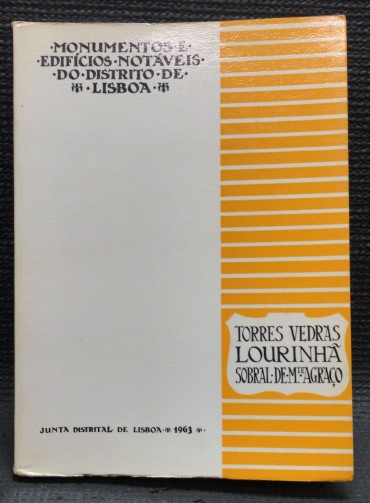 ·MONUMENTOS·E·
EDIFÍCIOS·NOTÁVEIS
·DO·DISTRITO·DE·
·LISBOA·
TORRES VEDRAS
LOURINHÃ
SOBRAL·DE·Mᵀᴱ AGRAÇO
JUNTA DISTRITAL DE LISBOA·1963·